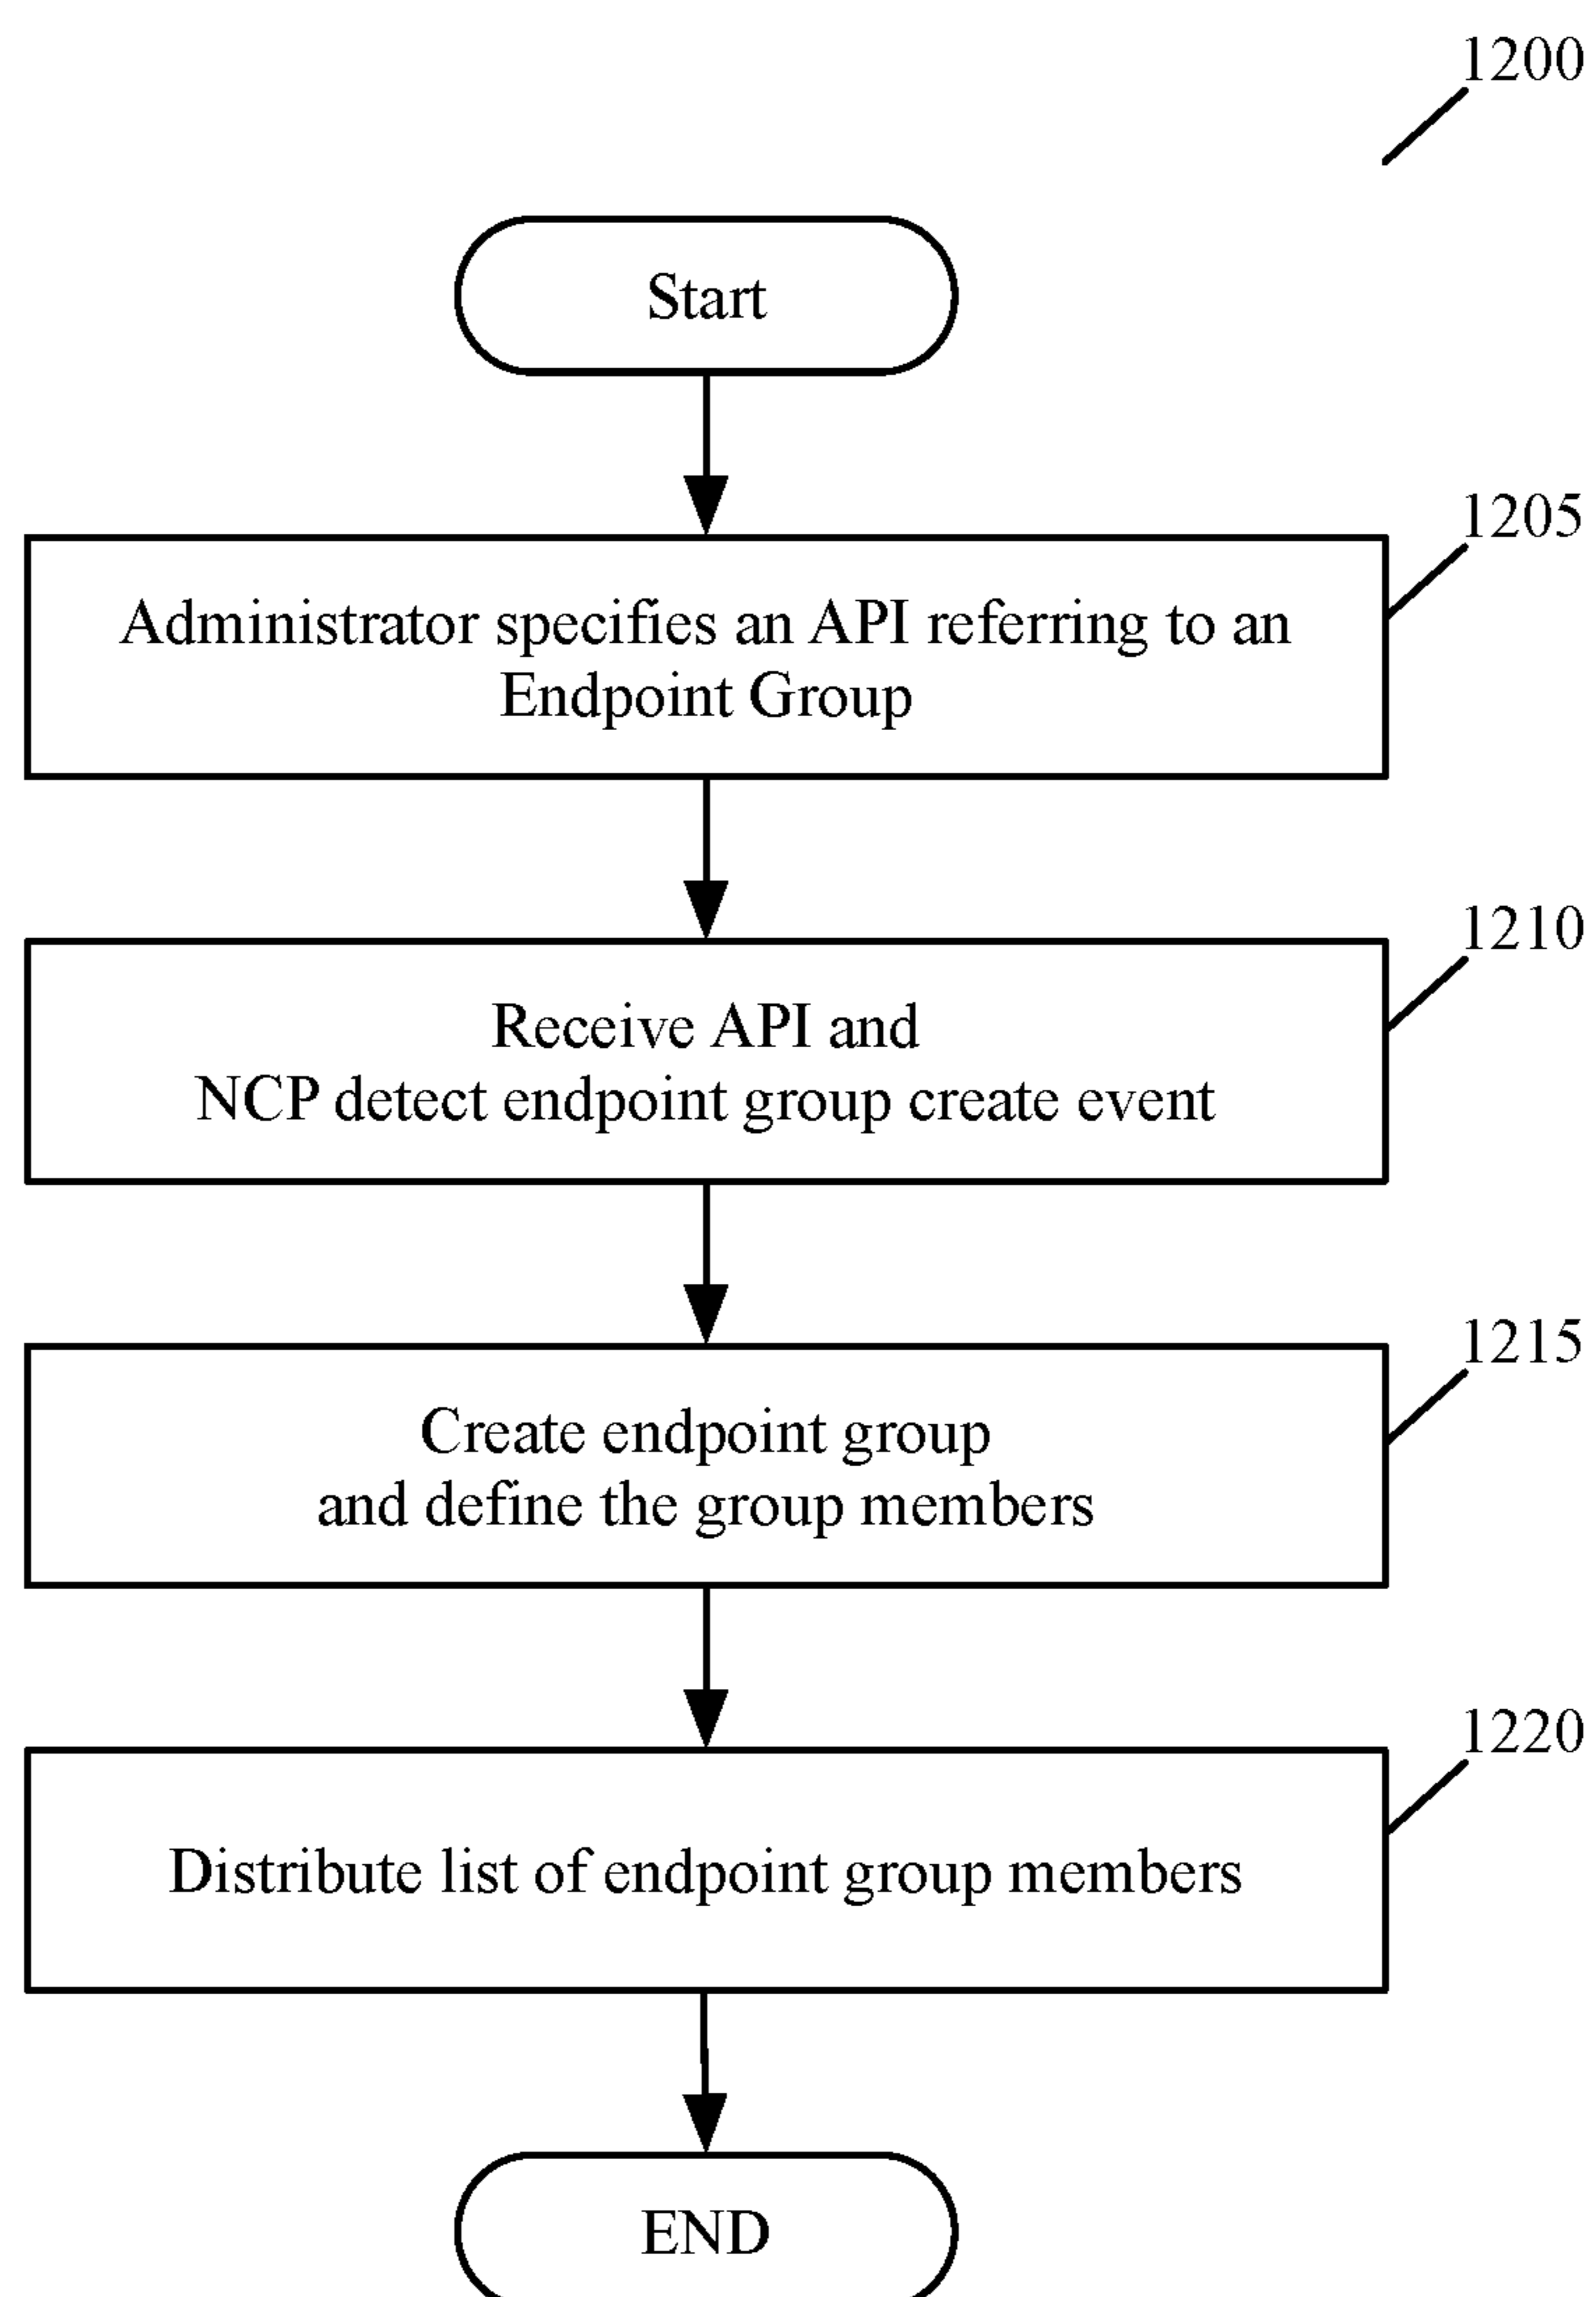 1200
Start
1205
Administrator specifies an API referring to an
Endpoint Group
1210
Receive API and
NCP detect endpoint group create event
1215
Create endpoint group
and define the group members
1220
Distribute list of endpoint group members
END